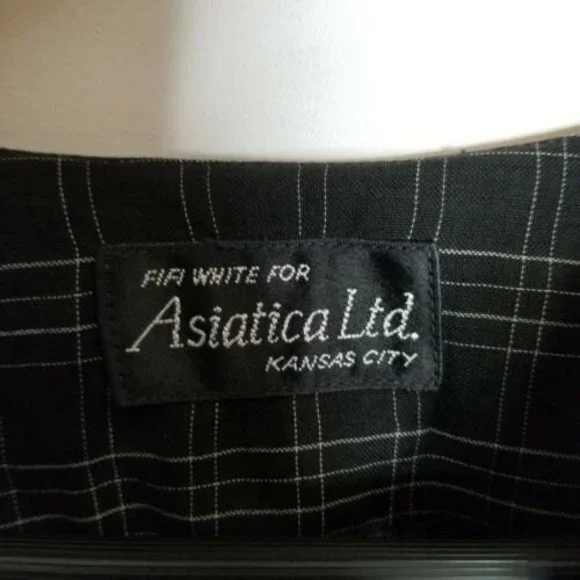 FIFI WHITE FOR
Asiatica Ltd.
KANSAS CITY